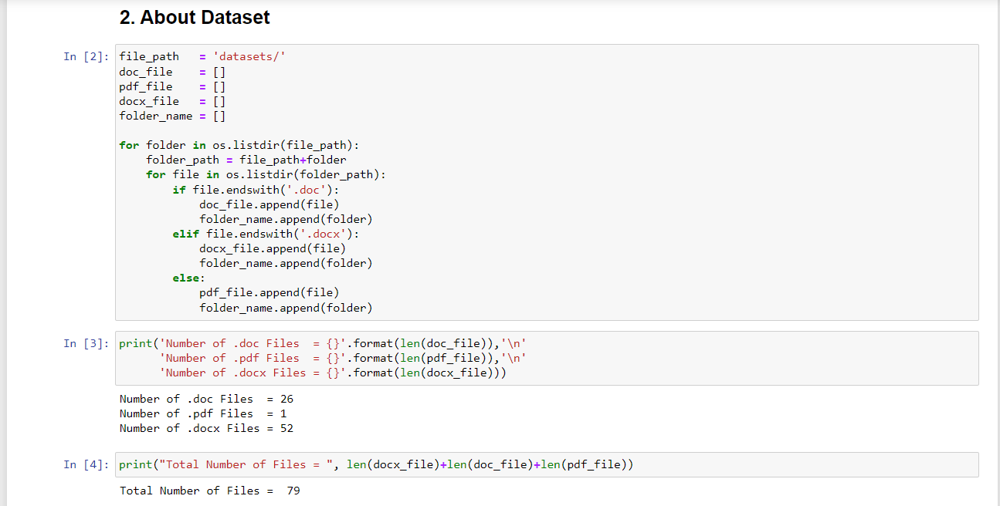 2. About Dataset
In [2]: file_path   = 'datasets/'
doc_file    = []
pdf_file    = []
docx_file   = []
folder_name = []
for folder in os.listdir(file_path):
    folder_path = file_path+folder
    for file in os.listdir(folder_path):
        if file.endswith('.doc'):
            doc_file.append(file)
            folder_name.append(folder)
        elif file.endswith('.docx'):
            docx_file.append(file)
            folder_name.append(folder)
        else:
            pdf_file.append(file)
            folder_name.append(folder)
In [3]: print('Number of .doc Files  = {}'.format(len(doc_file)),'\n'
      'Number of .pdf Files  = {}'.format(len(pdf_file)),'\n'
      'Number of .docx Files = {}'.format(len(docx_file)))
Number of .doc Files  = 26
Number of .pdf Files  = 1
Number of .docx Files = 52
In [4]: print("Total Number of Files = ", len(docx_file)+len(doc_file)+len(pdf_file))
Total Number of Files =  79